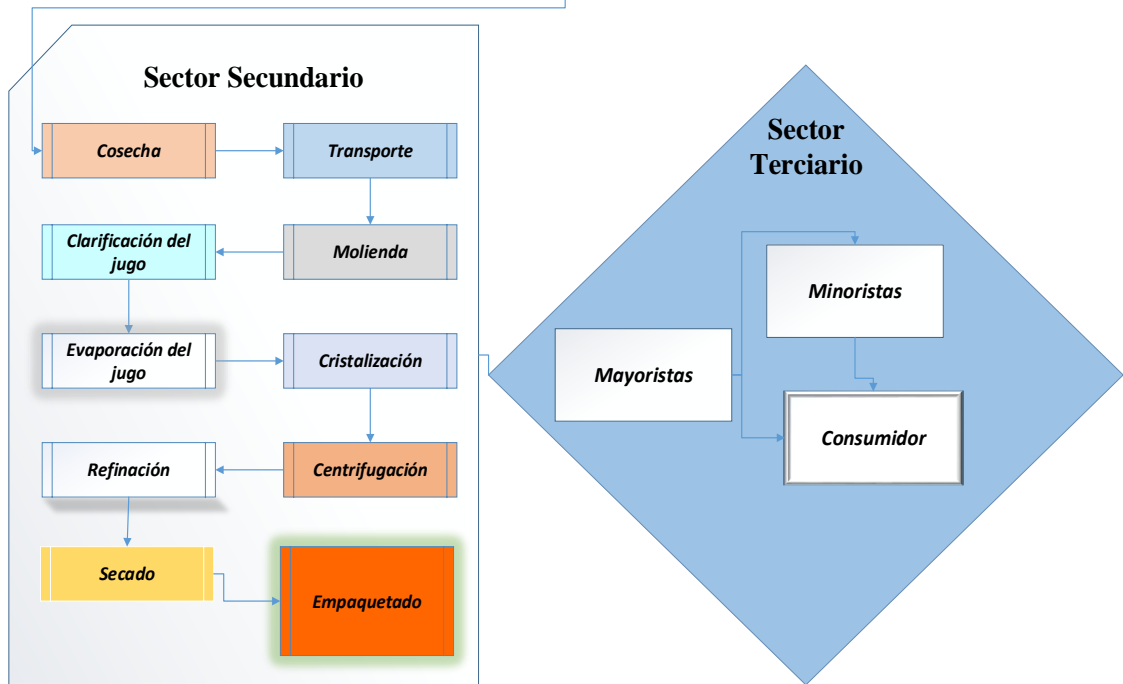 Sector Secundario
Cosecha
Transporte
Clarificación del
jugo
Molienda
Evaporación del
jugo
Cristalización
Refinación
Centrifugación
Secado
Empaquetado
Sector
Terciario
Minoristas
Mayoristas
Consumidor